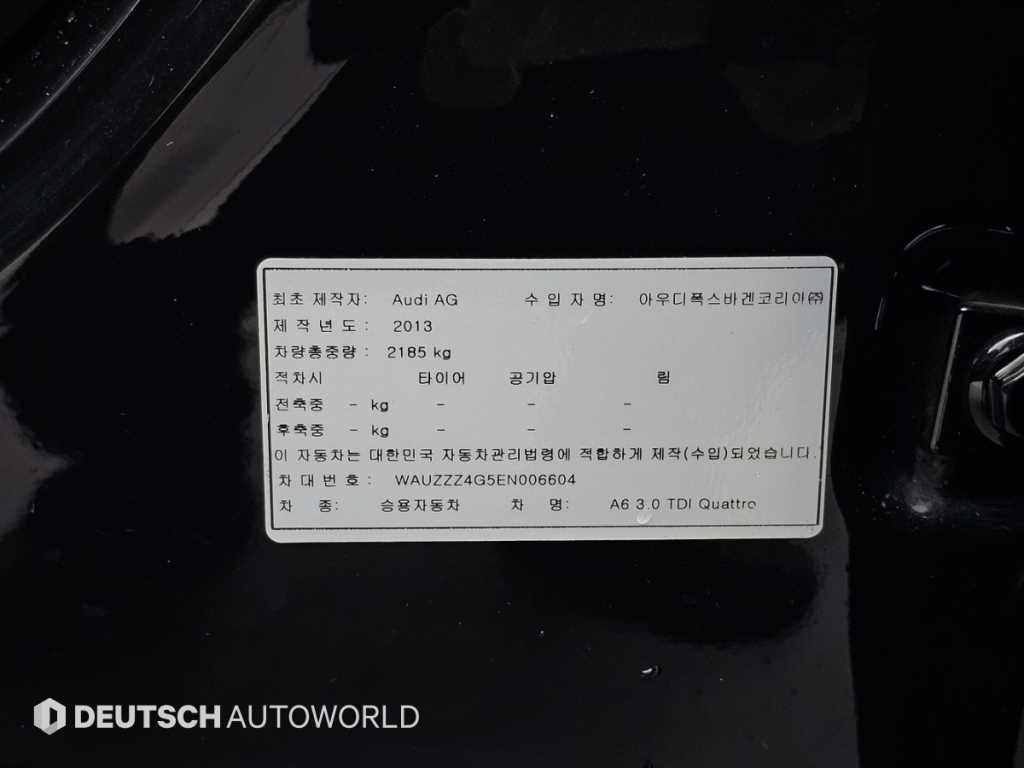 최초 제작자: Audi AG 수 입 자 명: 아우디폭스바겐코리아㈜
제 작 년 도 : 2013
차량총중량 : 2185 kg
적차시 타이어 공기압 림
전축중 - kg - - -
후축중 - kg - - -
이 자동차는 대한민국 자동차관리법령에 적합하게 제작(수입)되었습니다.
차 대 번 호 : WAUZZZ4G5EN006604
차 종: 승용자동차 차 명: A6 3.0 TDI Quattro
DEUTSCH AUTOWORLD